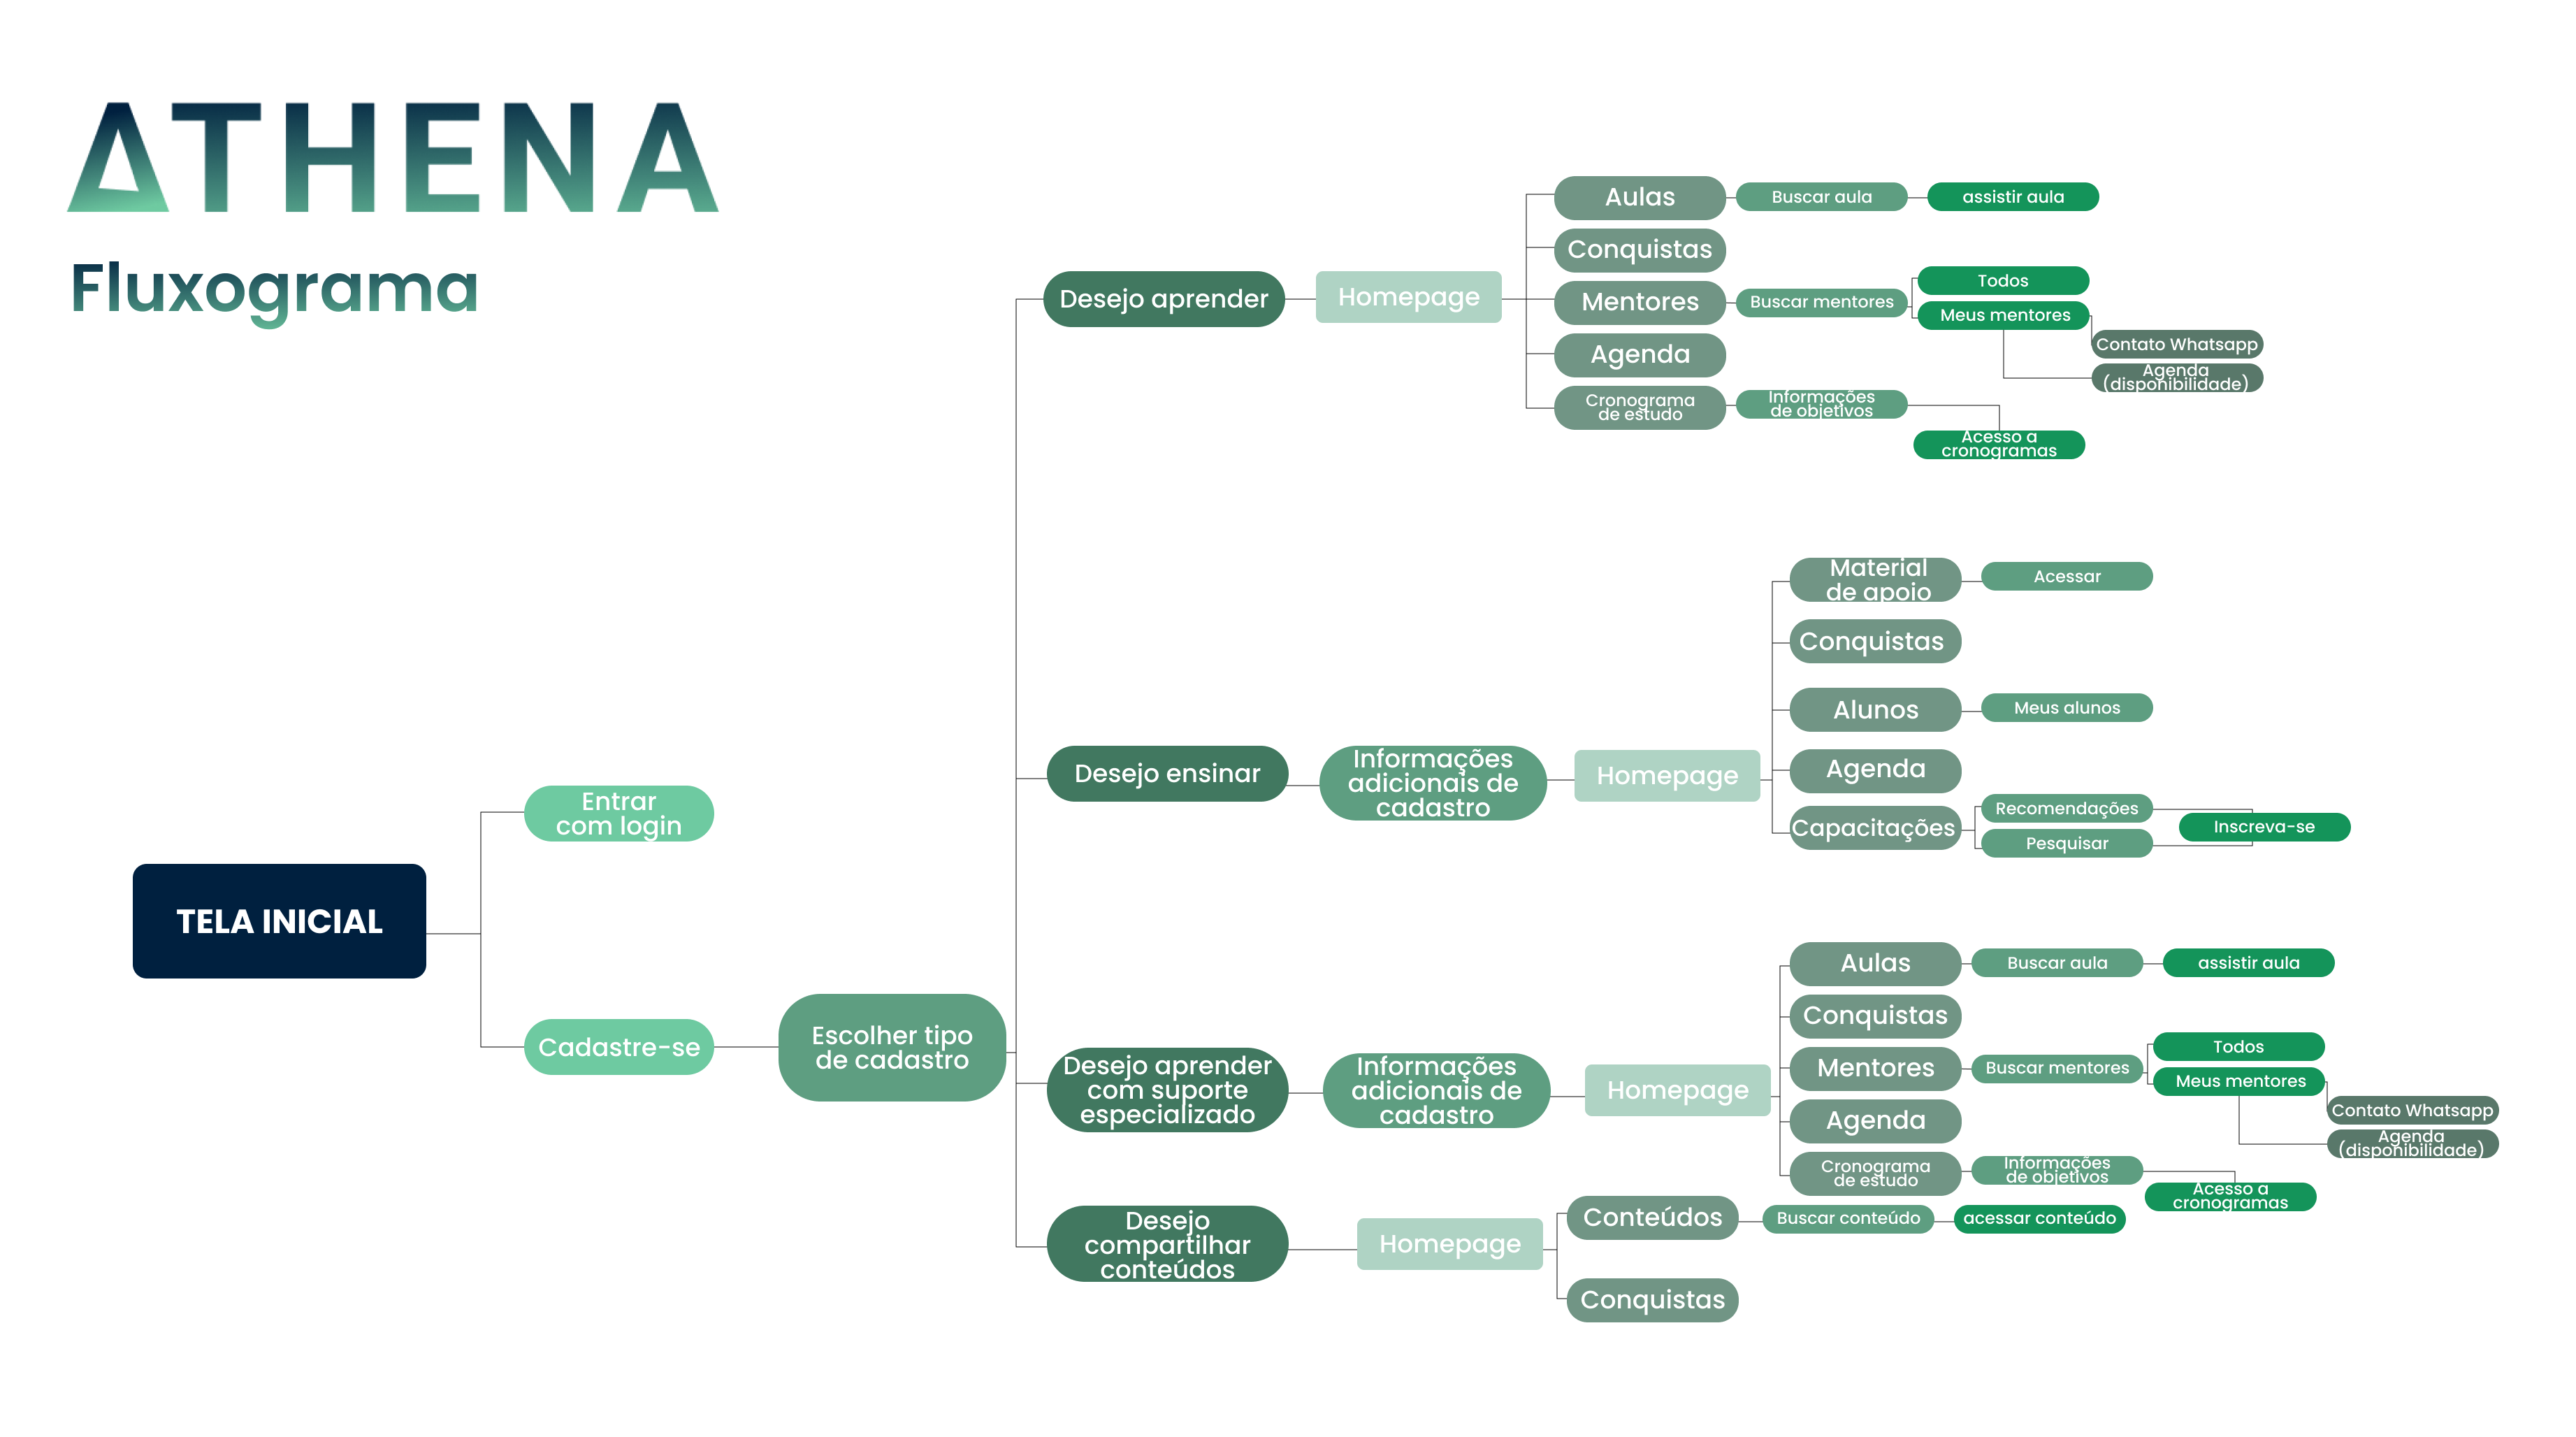 ATHENA
Fluxograma
TELA INICIAL
Entrar
com login
Cadastre-se
Escolher tipo
de cadastro
Desejo aprender
Homepage
Aulas
Buscar aula
assistir aula
Conquistas
Mentores
Buscar mentores
Todos
Meus mentores
Contato Whatsapp
Agenda
(disponibilidade)
Agenda
Cronograma
de estudo
Informações
de objetivos
Acesso a
cronogramas
Desejo ensinar
Informações
adicionais de
cadastro
Homepage
Material
de apoio
Acessar
Conquistas
Alunos
Meus alunos
Agenda
Capacitações
Recomendações
Pesquisar
Inscreva-se
Desejo aprender
com suporte
especializado
Informações
adicionais de
cadastro
Homepage
Aulas
Buscar aula
assistir aula
Conquistas
Mentores
Buscar mentores
Todos
Meus mentores
Contato Whatsapp
Agenda
(disponibilidade)
Agenda
Cronograma
de estudo
Informações
de objetivos
Acesso a
cronogramas
Desejo
compartilhar
conteúdos
Homepage
Conteúdos
Buscar conteúdo
acessar conteúdo
Conquistas